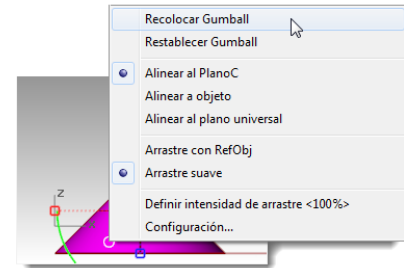 Recolocar Gumball
Restablecer Gumball
Alinear al PlanoC
Alinear a objeto
Alinear al plano universal
Arrastre con RefObj
Arrastre suave
Definir intensidad de arrastre <100%>
Configuración...
z